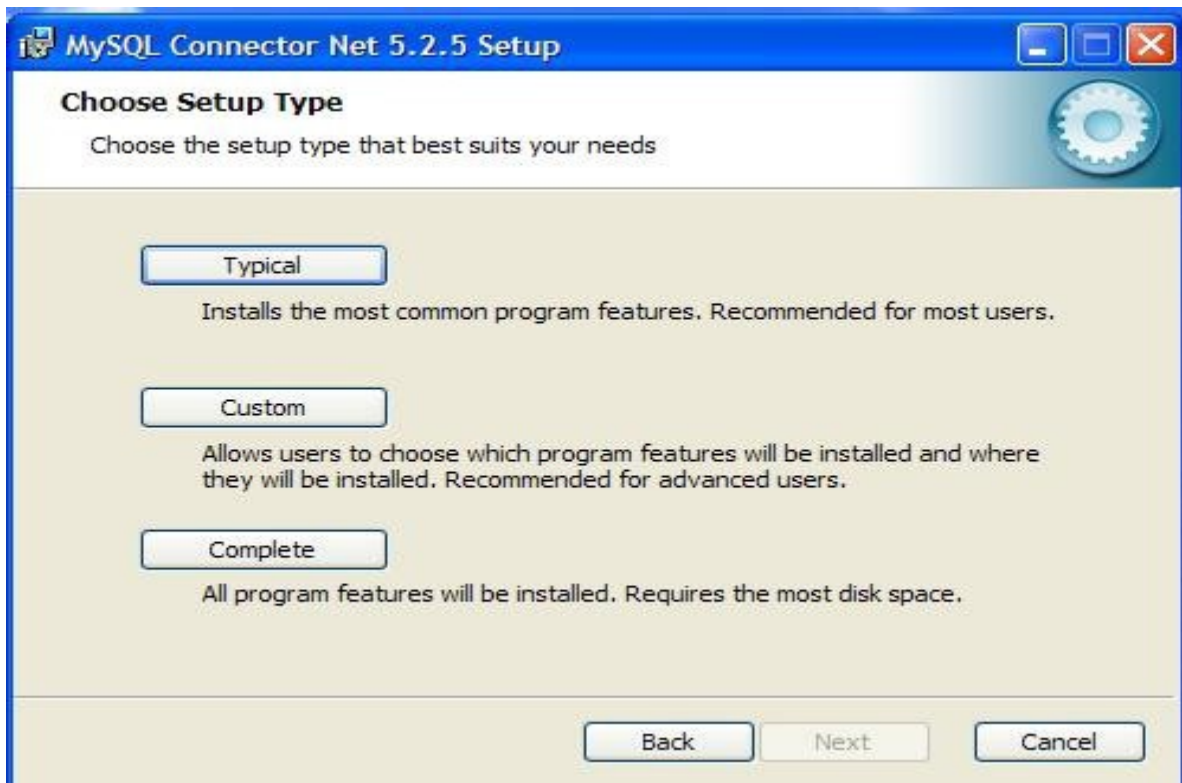 MySQL Connector Net 5.2.5 Setup
Choose Setup Type
Choose the setup type that best suits your needs
Typical
Installs the most common program features. Recommended for most users.
Custom
Allows users to choose which program features will be installed and where
they will be installed. Recommended for advanced users.
Complete
All program features will be installed. Requires the most disk space.
Back
Next
Cancel